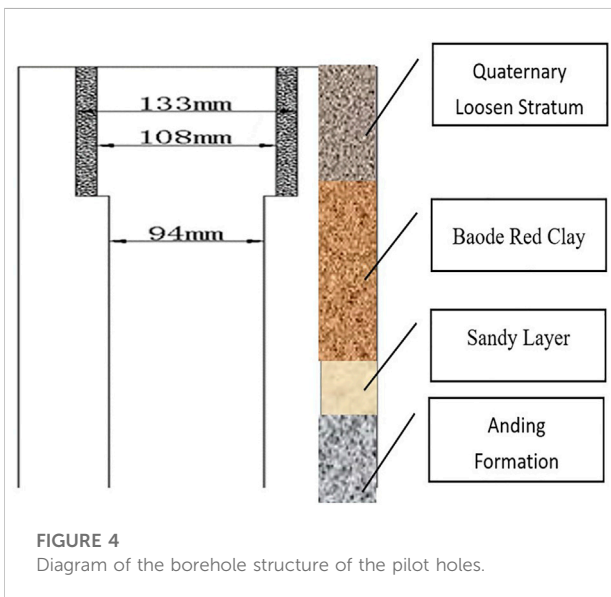 133mm
108mm
94mm
Quaternary
Loosen Stratum
Baode Red Clay
Sandy Layer
Anding
Formation
FIGURE 4
Diagram of the borehole structure of the pilot holes.